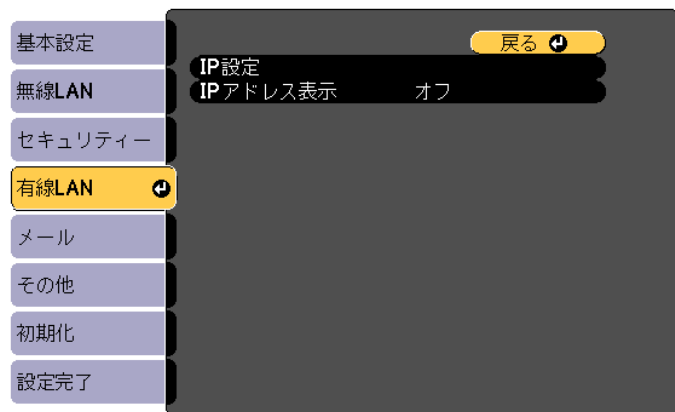 基本設定
無線LAN
セキュリティー
有線LAN
メール
その他
初期化
設定完了
戻る
IP設定
IPアドレス表示 オフ